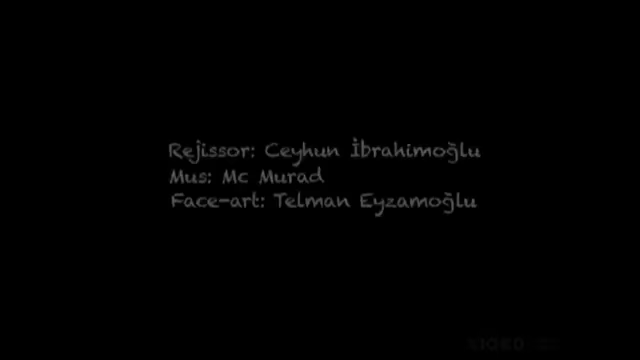 Rejissor: Ceyhun İbrahimoğlu
Mus: Mc Murad
Face-art: Telman Eyzamoğlu